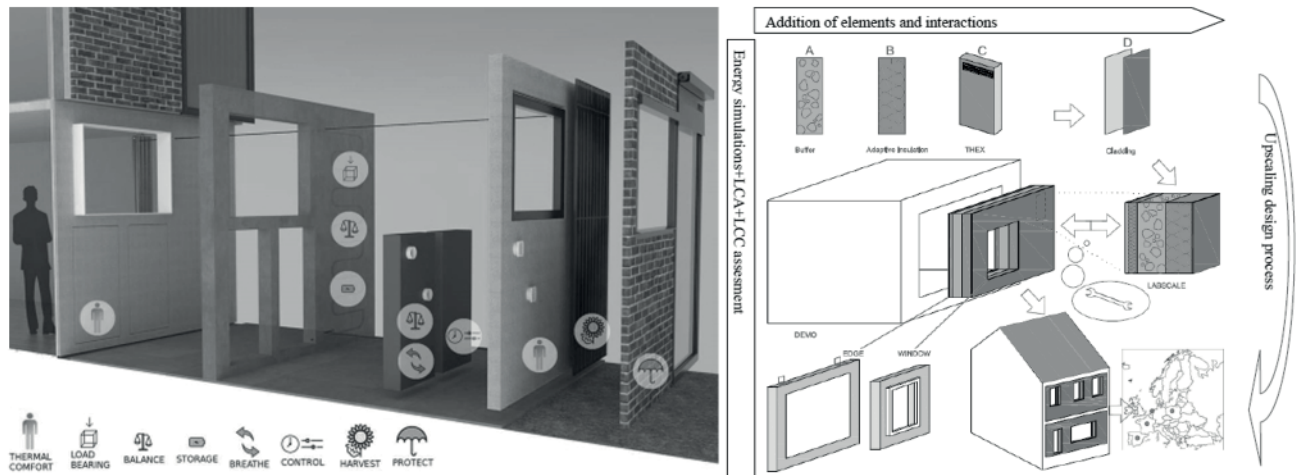 THERMAL
COMFORT
LOAD
BEARING
BALANCE
STORAGE
BREATHE
CONTROL
HARVEST
PROTECT
Addition of elements and interactions
Energy simulations+LCA+LCC assesment
A
B
C
D
Buffer
Adaptive Insulation
THEX
Cladding
LABSCALE
DEMO
EDGE
WINDOW
Upscaling design process